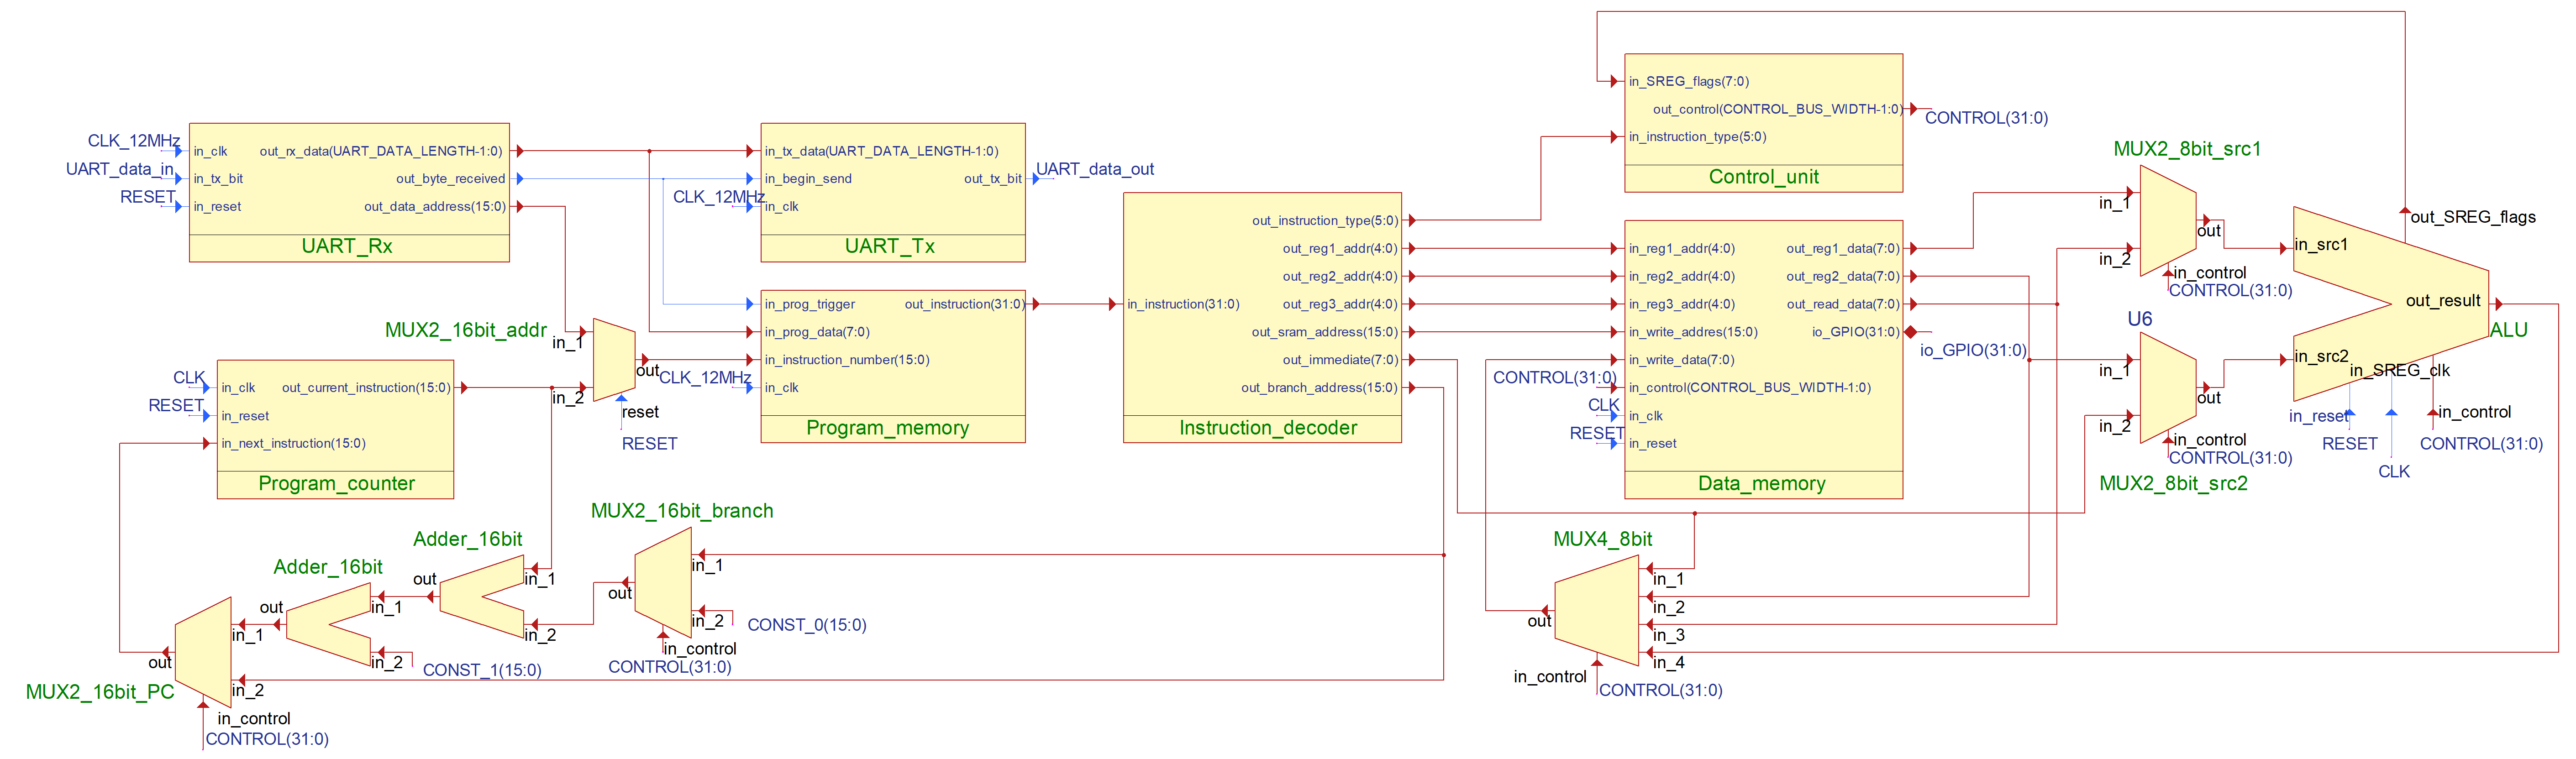 CLK_12MHz
UART_data_in
RESET
in_clk
in_tx_bit
in_reset
out_rx_data(UART_DATA_LENGTH-1:0)
out_byte_received
out_data_address(15:0)
UART_Rx
in_tx_data(UART_DATA_LENGTH-1:0)
in_begin_send
out_tx_bit
in_clk
CLK_12MHz
UART_data_out
UART_Tx
MUX2_16bit_addr
in_1
in_2
out
reset
RESET
in_prog_trigger
out_instruction(31:0)
in_prog_data(7:0)
in_instruction_number(15:0)
in_clk
CLK_12MHz
Program_memory
CLK
RESET
in_clk
out_current_instruction(15:0)
in_reset
in_next_instruction(15:0)
Program_counter
in_instruction(31:0)
out_instruction_type(5:0)
out_reg1_addr(4:0)
out_reg2_addr(4:0)
out_reg3_addr(4:0)
out_sram_address(15:0)
out_immediate(7:0)
out_branch_address(15:0)
Instruction_decoder
in_SREG_flags(7:0)
out_control(CONTROL_BUS_WIDTH-1:0)
in_instruction_type(5:0)
Control_unit
CONTROL(31:0)
in_reg1_addr(4:0)
in_reg2_addr(4:0)
in_reg3_addr(4:0)
in_write_addres(15:0)
in_write_data(7:0)
in_control(CONTROL_BUS_WIDTH-1:0)
in_clk
in_reset
out_reg1_data(7:0)
out_reg2_data(7:0)
out_read_data(7:0)
io_GPIO(31:0)
Data_memory
CONTROL(31:0)
CLK
RESET
io_GPIO(31:0)
MUX2_8bit_src1
in_1
in_2
out
in_control
CONTROL(31:0)
U6
in_1
in_2
out
in_control
CONTROL(31:0)
MUX2_8bit_src2
out_SREG_flags
in_src1
out_result
ALU
in_src2
in_SREG_clk
in_reset
in_control
RESET
CONTROL(31:0)
CLK
MUX2_16bit_branch
in_1
in_2
out
CONST_0(15:0)
in_control
CONTROL(31:0)
Adder_16bit
out
in_1
in_2
Adder_16bit
out
in_1
in_2
CONST_1(15:0)
in_1
in_2
out
MUX2_16bit_PC
in_control
CONTROL(31:0)
MUX4_8bit
in_1
in_2
in_3
in_4
out
in_control
CONTROL(31:0)